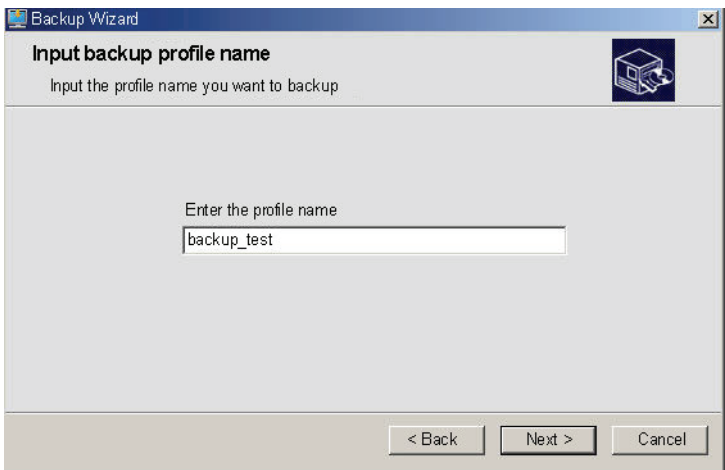 Backup Wizard
Input backup profile name
Input the profile name you want to backup
Enter the profile name
backup_test
< Back
Next >
Cancel